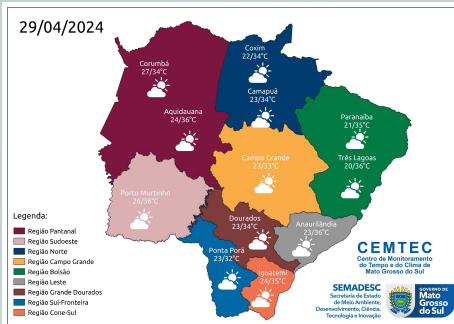 29/04/2024
Corumbá
27/34°C
Coxim
22/34°C
Camapuã
23/34°C
Aquidauana
24/36°C
Paranaíba
21/35°C
Campo Grande
23/33°C
Três Lagoas
20/36°C
Porto Murtinho
26/36°C
Dourados
23/34°C
Anaurilândia
23/36°C
Ponta Porã
23/32°C
Iguatemi
24/35°C
Legenda:
Região Pantanal
Região Sudoeste
Região Norte
Região Campo Grande
Região Bolsão
Região Leste
Região Grande Dourados
Região Sul-Fronteira
Região Cone-Sul
CEMTEC
Centro de Monitoramento
do Tempo e do Clima de
Mato Grosso do Sul
SEMADESC
Secretaria de Estado
de Meio Ambiente,
Desenvolvimento, Ciência,
Tecnologia e Inovação
GOVERNO DE
Mato
Grosso
do Sul